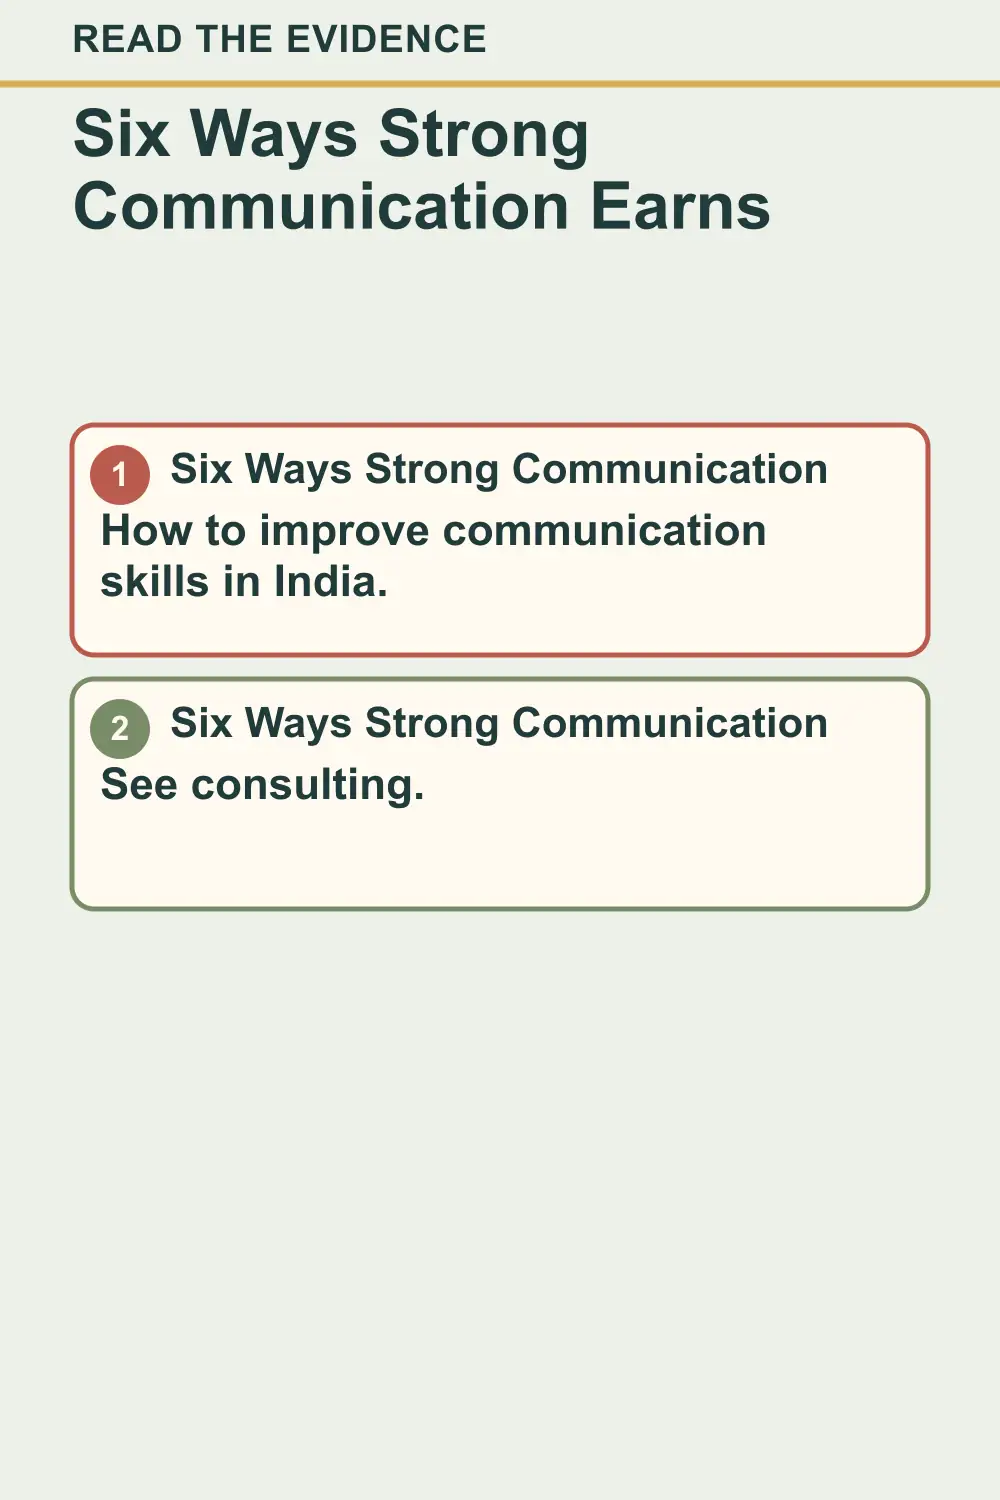 READ THE EVIDENCE
Six Ways Strong
Communication Earns
1 Six Ways Strong Communication
How to improve communication
skills in India.
2 Six Ways Strong Communication
See consulting.